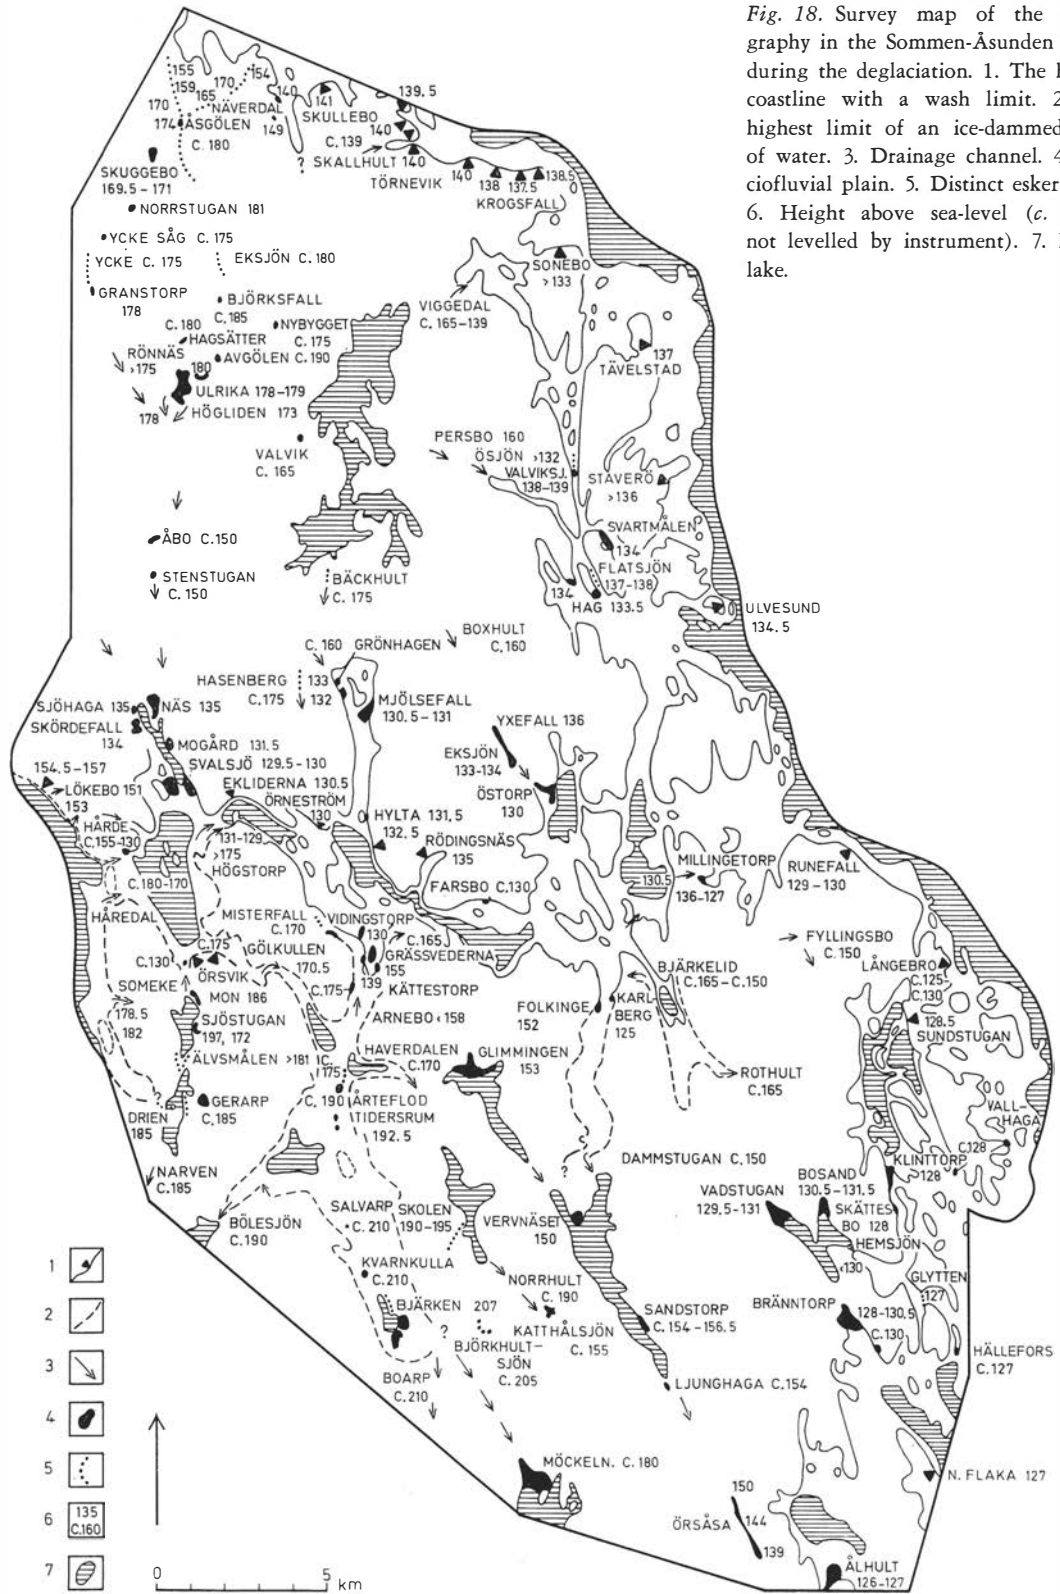 Fig. 18. Survey map of the
graphy in the Sommen-Åsunden
during the deglaciation. 1. The
coastline with a wash limit. 2
highest limit of an ice-dammed
of water. 3. Drainage channel. 4
ciofluvial plain. 5. Distinct esker
6. Height above sea-level (c.
not levelled by instrument). 7.
lake.
155
159
170
154
165
170
NÄVERDAL
140
149
141
SKULLEBO
139.5
174
ÅSGÖLEN
C. 180
C. 139
140
SKALLHULT 140
?
TÖRNEVIK
140
138
137.5
138.5
KROGSFALL
SKUGGEBO
169.5 - 171
NORRSTUGAN 181
YCKE SÅG C. 175
YCKE C. 175
EKSJÖN C.180
SONEBO
›133
GRANSTORP
178
BJÖRKSFALL
C.185
VIGGEDAL
C. 165-139
C.180
HAGSÄTTER
NYBYGGET
C.175
RÖNNÄS
›175
180
AVGÖLEN C.190
137
TÄVELSTAD
ULRIKA 178-179
178
HÖGLIDEN 173
VALVIK
C. 165
PERSBO 160
ÖSJÖN ›132
VALVIKSJ.
138-139
STAVERÖ
›136
ÅBO C.150
SVARTMÅLEN
134
STENSTUGAN
C.150
BÄCKHULT
C. 175
FLATSJÖN
137-138
134
HAG 133.5
ULVESUND
134.5
C.160
GRÖNHAGEN
BOXHULT
C.160
HASENBERG
C.175
133
132
MJÖLSEFALL
130.5-131
SJÖHAGA 135
NÄS 135
SKÖRDEFALL
134
YXEFALL 136
MOGÅRD 131.5
SVALSJÖ 129.5-130
EKSJÖN
133-134
154.5-157
LÖKEBO 151
153
EKLIDERNA 130.5
ÖRNESTRÖM
130
ÖSTORP
130
HÅRDE
C.155-130
HYLTA 131.5
132.5
131-129
›175
HÖGSTORP
RÖDINGSNÄS
135
MILLINGETORP
136-127
RUNEFALL
129-130
C.180-170
FARSBO C.130
130.5
HÅREDAL
MISTERFALL
C.170
VIDINGSTORP
130
C.165
FYLLINGSBO
C.150
C.175
GÖLKULLEN
170.5
GRÄSSVEDERNA
155
BJÄRKELID
C.165-C.150
LÅNGEBRO
C.125-
C.130
C.130
ÖRSVIK
139
SOMEKE
MON 186
C.175
KÄTTESTORP
KARL-
BERG
125
178.5
182
SJÖSTUGAN
197, 172
ARNEBO ‹158
FOLKINGE
152
128.5
SUNDSTUGAN
ÄLVSMÅLEN ›181
C.
175
HAVERDALEN
C.170
GLIMMINGEN
153
ROTHULT
C.165
VALL-
HAGA
DRIEN
185
GERARP
C.185
C. 190
ARTEFLOD
TIDERSRUM
192.5
C.128
NARVEN
C.185
?
DAMMSTUGAN C.150
KLINTTORP
128
BOSAND
130.5-131.5
VADSTUGAN
129.5-131
SKÄTTES-
BO 128
BÖLESJÖN
C.190
SALVARP
C.210
SKOLEN
190-195
VERVNÄSET
150
HEMSJÖN
‹130
KVARNKULLA
C.210
NORRHULT
C.190
GLYTTEN
127
BJÄRKEN
207
?
KATTHÅLSJÖN
C.155
SANDSTORP
C.154-156.5
BRÄNNTORP
128-130.5
C.130
BJÖRKHULT-
SJÖN
C.205
HÄLLEFORS
C.127
BOARP
C.210
LJUNGHAGA C.154
MÖCKELN. C.180
N. FLAKA 127
150
ÖRSÅSA
144
139
ÅLHULT
126-127
1
2
3
4
5
6
135
C.160
7
0
5
km